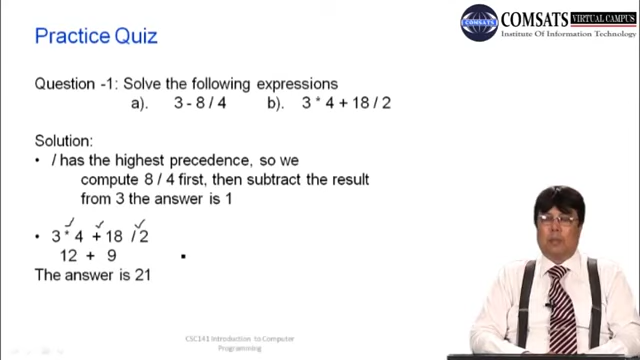 Practice Quiz
COMSATS VIRTUAL CAMPUS
Institute Of Information Technology
COMSATS
Question -1: Solve the following expressions
a). 3 - 8 / 4 b). 3 * 4 + 18 / 2
Solution:
• / has the highest precedence, so we
compute 8 / 4 first, then subtract the result
from 3 the answer is 1
• 3 * 4 + 18 / 2
12 + 9
The answer is 21
CSC141 Introduction to Computer
Programming